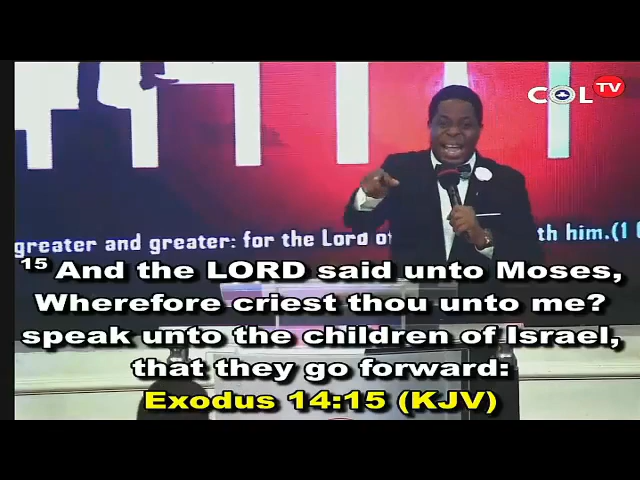 COL TV
greater and greater: for the Lord of th him.(1
15 And the LORD said unto Moses,
Wherefore criest thou unto me?
speak unto the children of Israel,
that they go forward:
Exodus 14:15 (KJV)